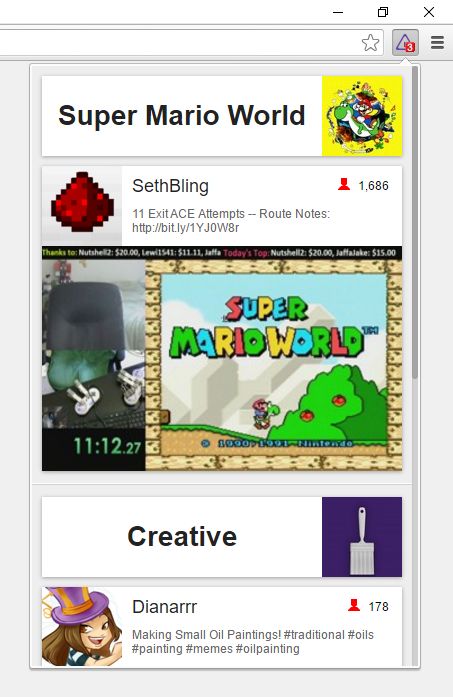 3
Super Mario World
SethBling
1,686
11 Exit ACE Attempts -- Route Notes:
http://bit.ly/1YJ0W8r
Thanks to: Nutshell2: $20.00, Lewi1541: $11.11, Jaffa Today's Top: Nutshell2: $20.00, JaffaJake: $15.00
SUPER
MARIO WORLD TM
11:12.27
© 1990,1991 Nintendo
Creative
Dianarrr
178
Making Small Oil Paintings! #traditional #oils
#painting #memes #oilpainting